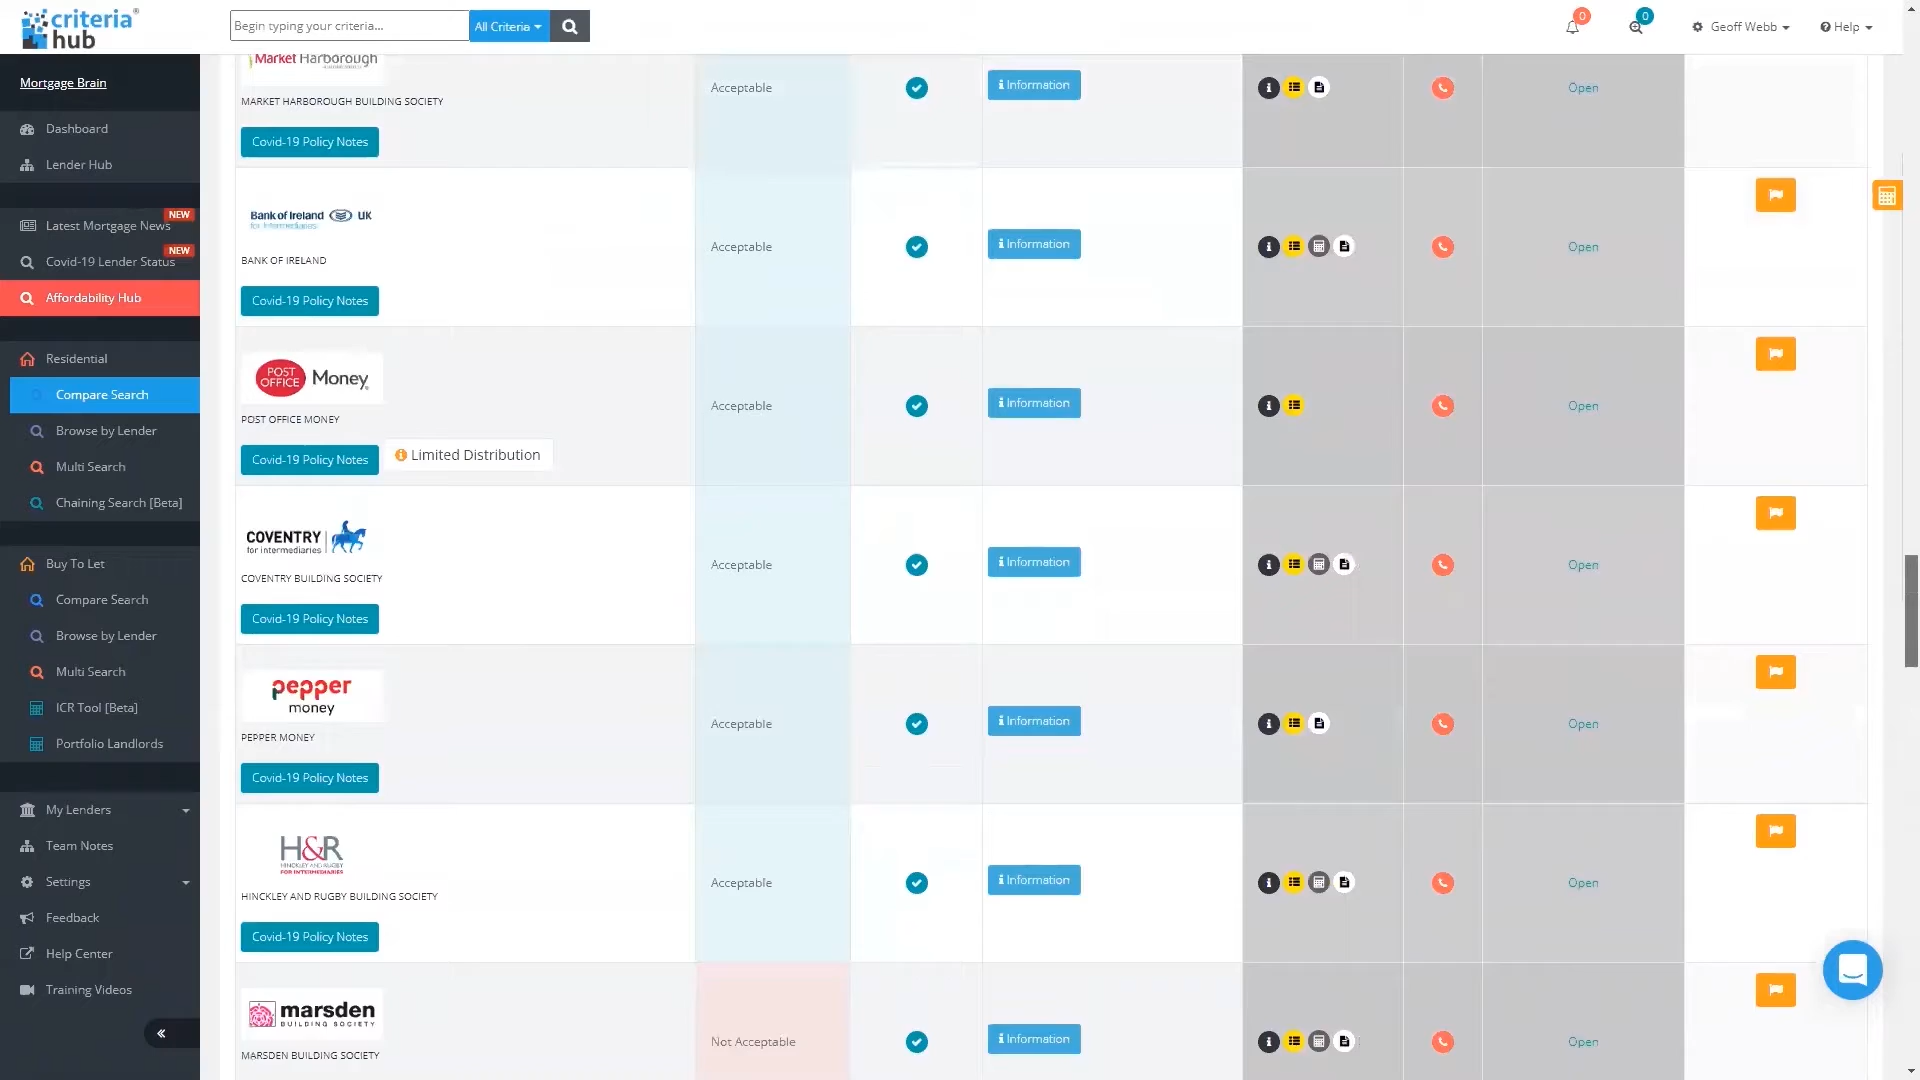 criteria
hub
Begin typing your criteria...
All Criteria
0
0
Geoff Webb
Help
Mortgage Brain
Dashboard
Lender Hub
Latest Mortgage News
NEW
Covid-19 Lender Status
NEW
Affordability Hub
Residential
Compare Search
Browse by Lender
Multi Search
Chaining Search [Beta]
Buy To Let
Compare Search
Browse by Lender
Multi Search
ICR Tool [Beta]
Portfolio Landlords
My Lenders
Team Notes
Settings
Feedback
Help Center
Training Videos
Market Harborough
MARKET HARBOROUGH BUILDING SOCIETY
Covid-19 Policy Notes
Acceptable
Information
Open
Bank of Ireland UK
for Intermediaries
BANK OF IRELAND
Covid-19 Policy Notes
Acceptable
Information
Open
POST OFFICE Money
POST OFFICE MONEY
Covid-19 Policy Notes
Limited Distribution
Acceptable
Information
Open
COVENTRY
for intermediaries
COVENTRY BUILDING SOCIETY
Covid-19 Policy Notes
Acceptable
Information
Open
pepper
money
PEPPER MONEY
Covid-19 Policy Notes
Acceptable
Information
Open
H&R
HINCKLEY AND RUGBY
FOR INTERMEDIARIES
HINCKLEY AND RUGBY BUILDING SOCIETY
Covid-19 Policy Notes
Acceptable
Information
Open
marsden
BUILDING SOCIETY
MARSDEN BUILDING SOCIETY
Not Acceptable
Information
Open